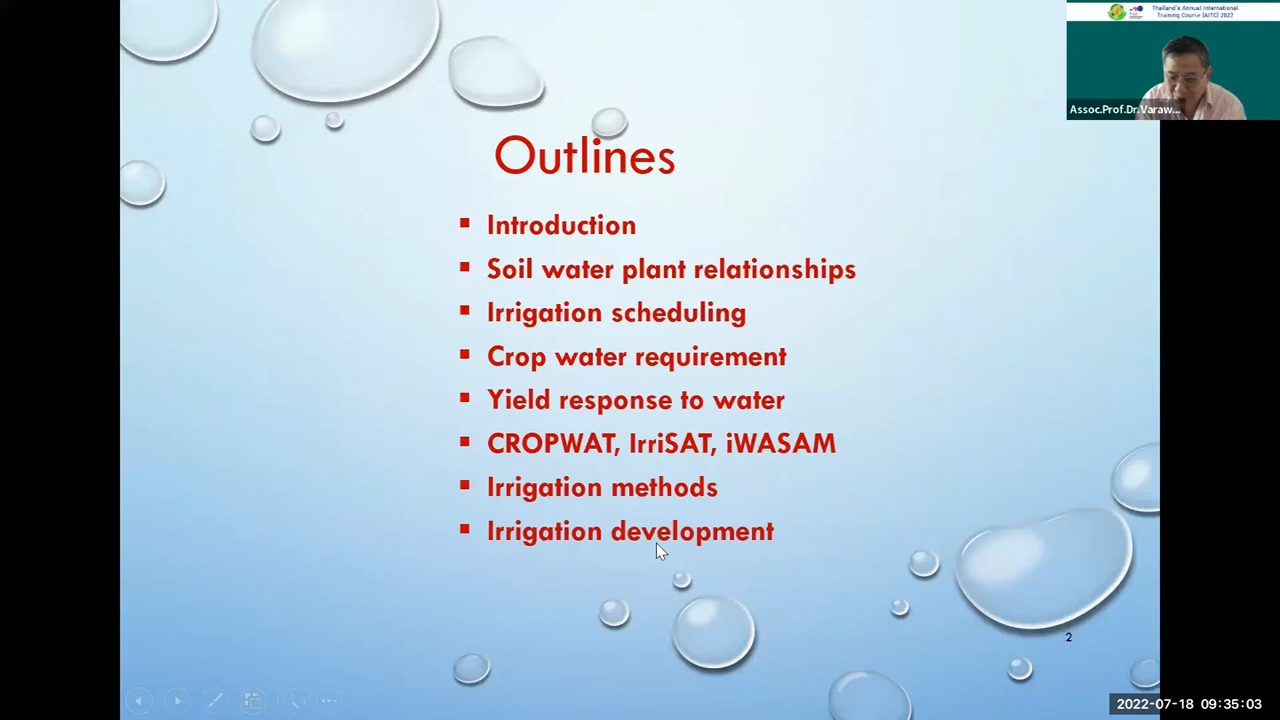 Thailand's Annual International
Training Course (AITC) 2022
Assoc.Prof.Dr.Varaw...
Outlines
Introduction
Soil water plant relationships
Irrigation scheduling
Crop water requirement
Yield response to water
CROPWAT, IrriSAT, iWASAM
Irrigation methods
Irrigation development
2
2022-07-18 09:35:03